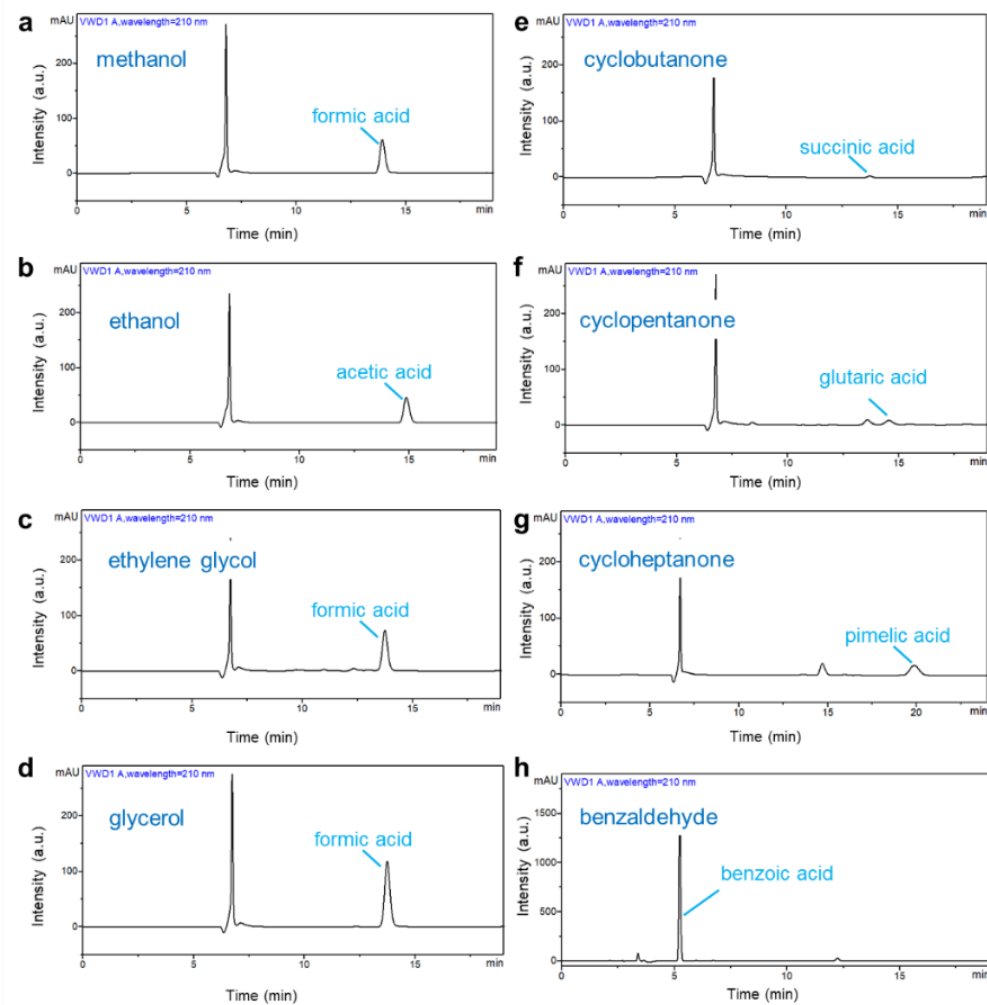 a
mAU
VWD1 A,wavelength=210 nm
methanol
formic acid
200
100
0
Intensity (a.u.)
0
5
10
15
min
Time (min)
b
mAU
VWD1 A,wavelength=210 nm
ethanol
acetic acid
200
100
0
Intensity (a.u.)
0
5
10
15
min
Time (min)
c
mAU
VWD1 A,wavelength=210 nm
ethylene glycol
formic acid
200
100
0
Intensity (a.u.)
0
5
10
15
min
Time (min)
d
mAU
VWD1 A,wavelength=210 nm
glycerol
formic acid
200
100
0
Intensity (a.u.)
0
5
10
15
min
Time (min)
e
mAU
VWD1 A,wavelength=210 nm
cyclobutanone
succinic acid
200
100
0
Intensity (a.u.)
0
5
10
15
min
Time (min)
f
mAU
VWD1 A,wavelength=210 nm
cyclopentanone
glutaric acid
200
100
0
Intensity (a.u.)
0
5
10
15
min
Time (min)
g
mAU
VWD1 A,wavelength=210 nm
cycloheptanone
pimelic acid
200
100
0
Intensity (a.u.)
0
5
10
15
20
min
Time (min)
h
mAU
VWD1 A,wavelength=210 nm
benzaldehyde
benzoic acid
1500
1000
500
0
Intensity (a.u.)
0
5
10
15
min
Time (min)